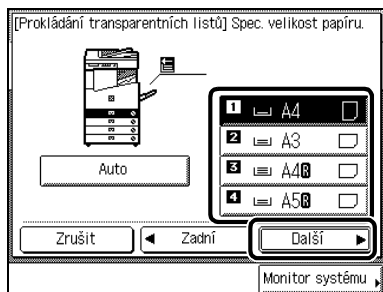 [Prokládání transparentních listů] Spec. velikost papíru.
1 A4
2 A3
3 A4R
4 A5R
Auto
Zrušit
◀ Zadní
Další ▶
Monitor systému